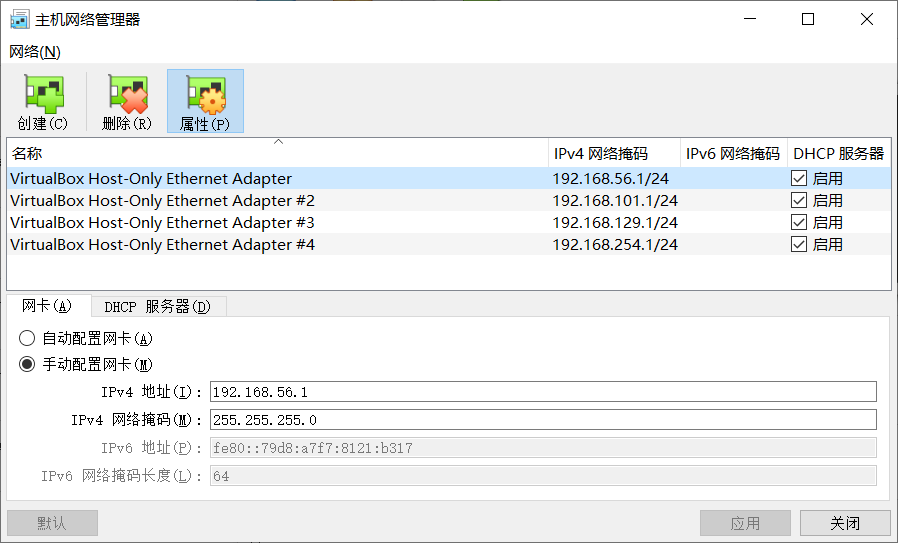 主机网络管理器
网络(N)
创建(C) 删除(R) 属性(P)
名称 IPv4 网络掩码 IPv6 网络掩码 DHCP 服务器
VirtualBox Host-Only Ethernet Adapter 192.168.56.1/24 启用
VirtualBox Host-Only Ethernet Adapter #2 192.168.101.1/24 启用
VirtualBox Host-Only Ethernet Adapter #3 192.168.129.1/24 启用
VirtualBox Host-Only Ethernet Adapter #4 192.168.254.1/24 启用
网卡(A) DHCP 服务器(D)
自动配置网卡(A)
手动配置网卡(M)
IPv4 地址(I): 192.168.56.1
IPv4 网络掩码(M): 255.255.255.0
IPv6 地址(P): fe80::79d8:a7f7:8121:b317
IPv6 网络掩码长度(L): 64
默认 应用 关闭